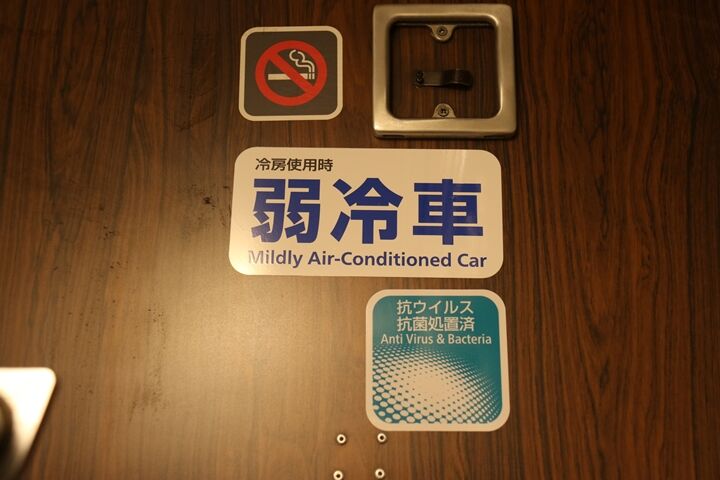 冷房使用時
弱冷車
Mildly Air-Conditioned Car
抗ウイルス
抗菌処置済
Anti Virus & Bacteria